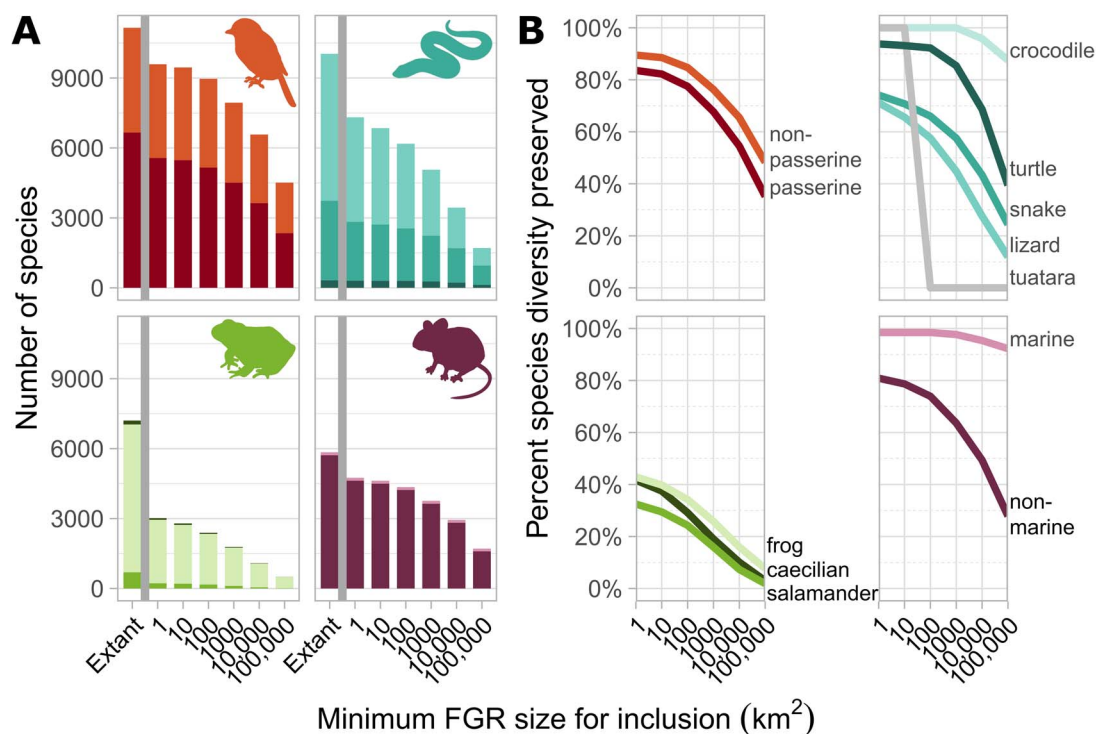 A
B
Number of species
9000
6000
3000
0
9000
6000
3000
0
Extant
1
10
100
1000
10,000
100,000
Extant
1
10
100
1000
10,000
100,000
Percent species diversity preserved
100%
80%
60%
40%
20%
0%
100%
80%
60%
40%
20%
0%
non-
passerine
passerine
crocodile
turtle
snake
lizard
tuatara
frog
caecilian
salamander
marine
non-
marine
1
10
100
1000
10,000
100,000
1
10
100
1000
10,000
100,000
Minimum FGR size for inclusion (km²)